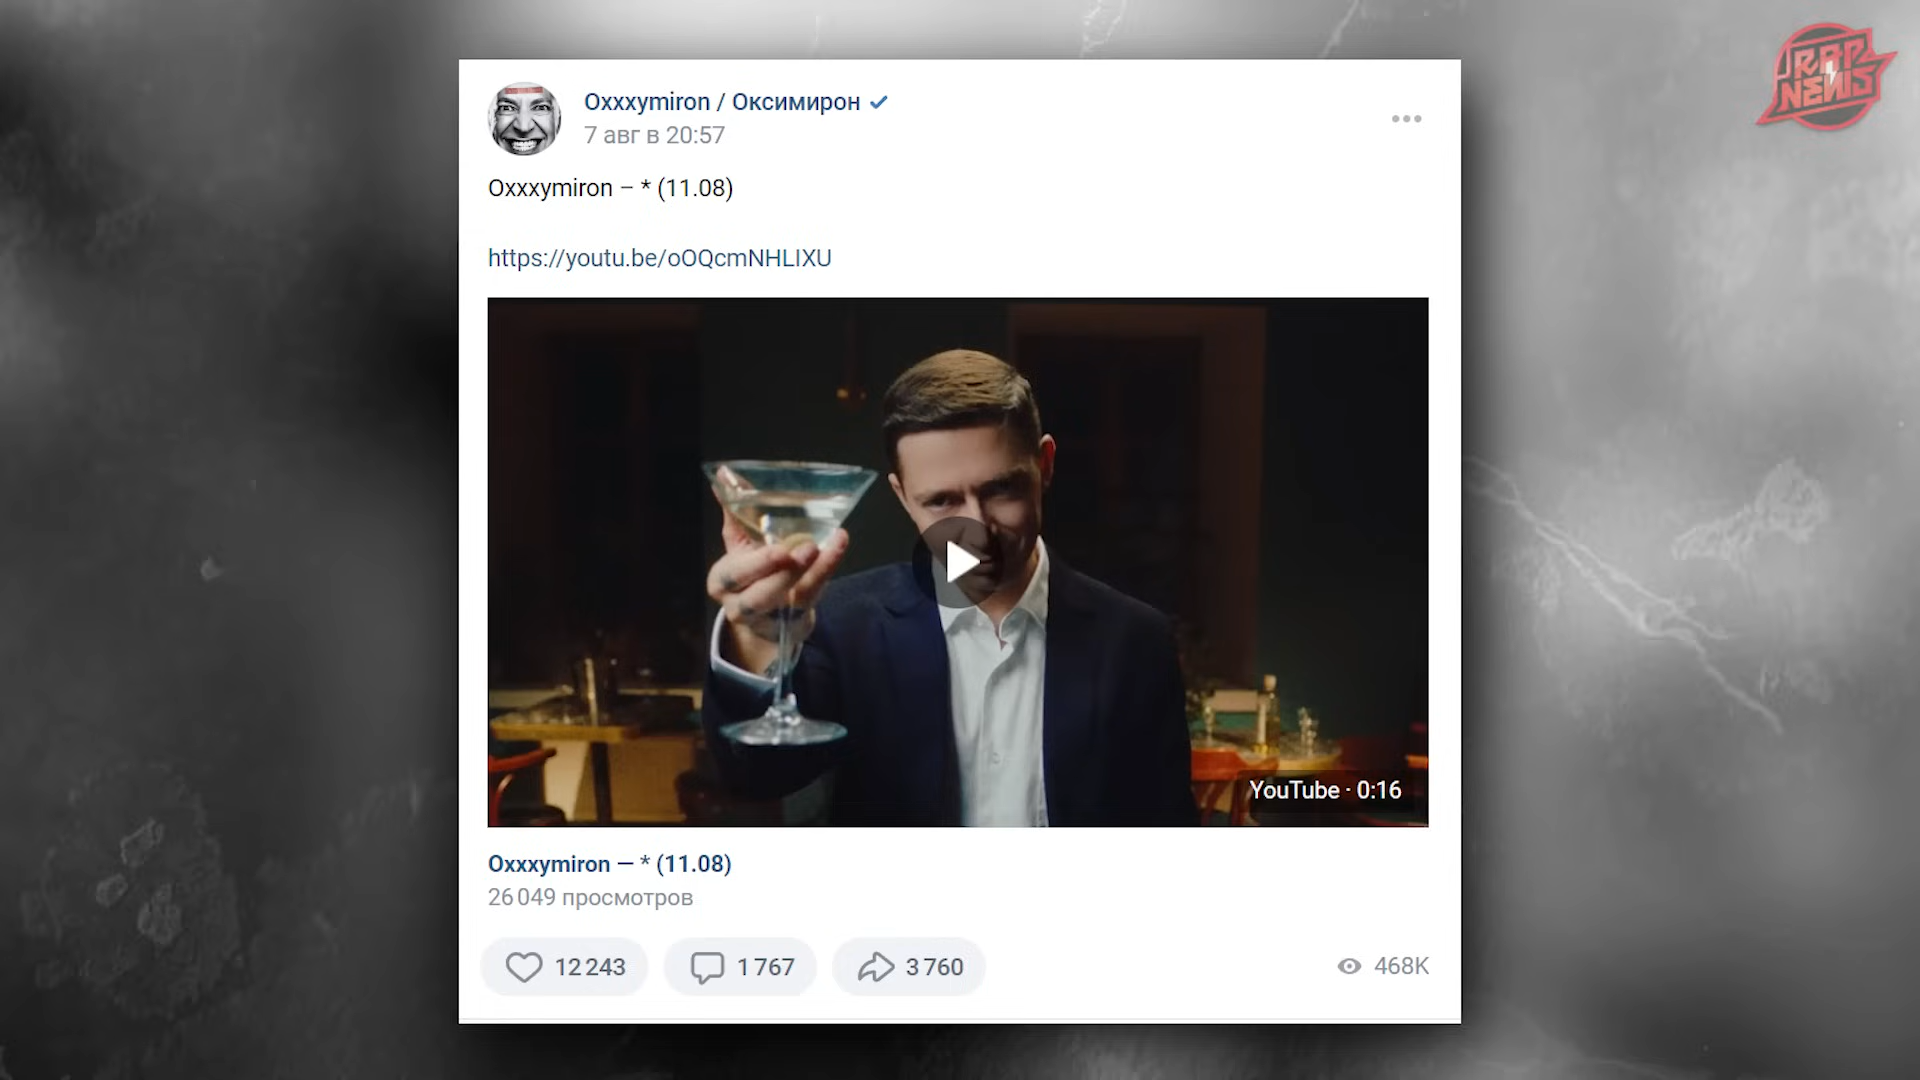 RAP
NEWS
Oxxxymiron / Оксимирон
7 авг в 20:57
Oxxxymiron – * (11.08)
https://youtu.be/oOQcmNHLIXU
YouTube · 0:16
Oxxxymiron — * (11.08)
26 049 просмотров
12 243
1 767
3 760
468K